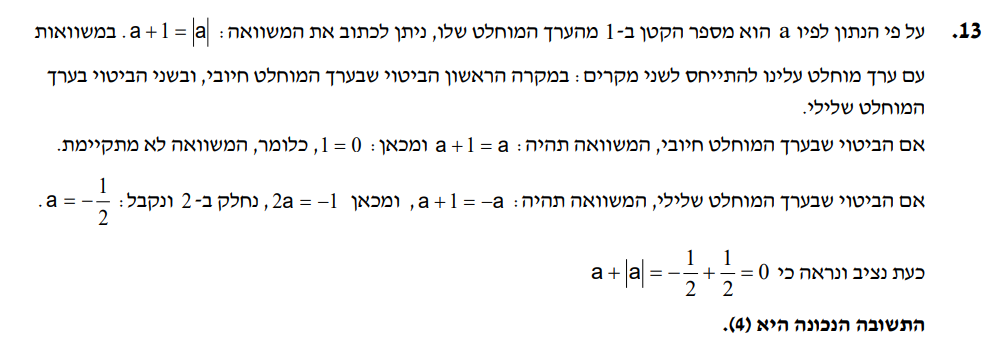 13. על פי הנתון לפיו a הוא מספר הקטן ב-1 מהערך המוחלט שלו, ניתן לכתוב את המשוואה: a+1=|a|. במשוואות
עם ערך מוחלט עלינו להתייחס לשני מקרים: במקרה הראשון הביטוי שבערך המוחלט חיובי, ובשני הביטוי בערך
המוחלט שלילי.
אם הביטוי שבערך המוחלט חיובי, המשוואה תהיה: a+1=a ומכאן: 1=0, כלומר, המשוואה לא מתקיימת.
אם הביטוי שבערך המוחלט שלילי, המשוואה תהיה: a+1=-a, ומכאן 2a=-1, נחלק ב-2 ונקבל: a=-1/2.
כעת נציב ונראה כי a+|a|=-1/2+1/2=0
התשובה הנכונה היא (4).